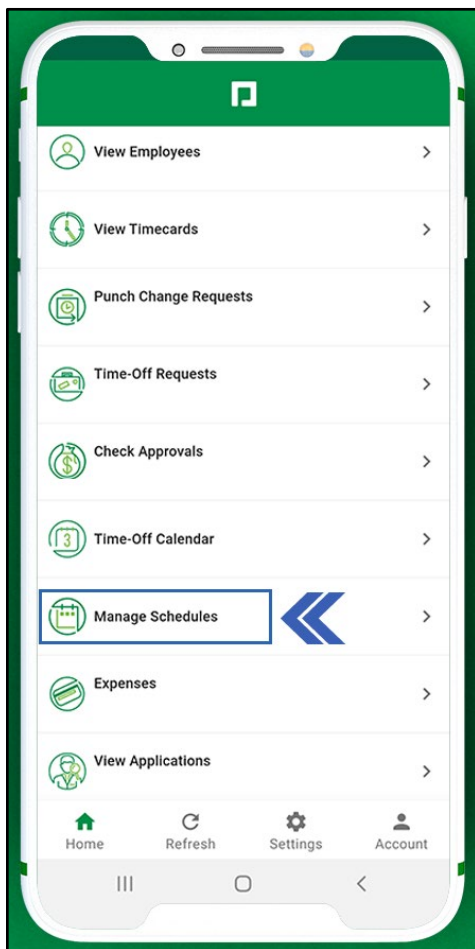 View Employees
View Timecards
Punch Change Requests
Time-Off Requests
Check Approvals
3
Time-Off Calendar
Manage Schedules
Expenses
View Applications
Home Refresh Settings Account